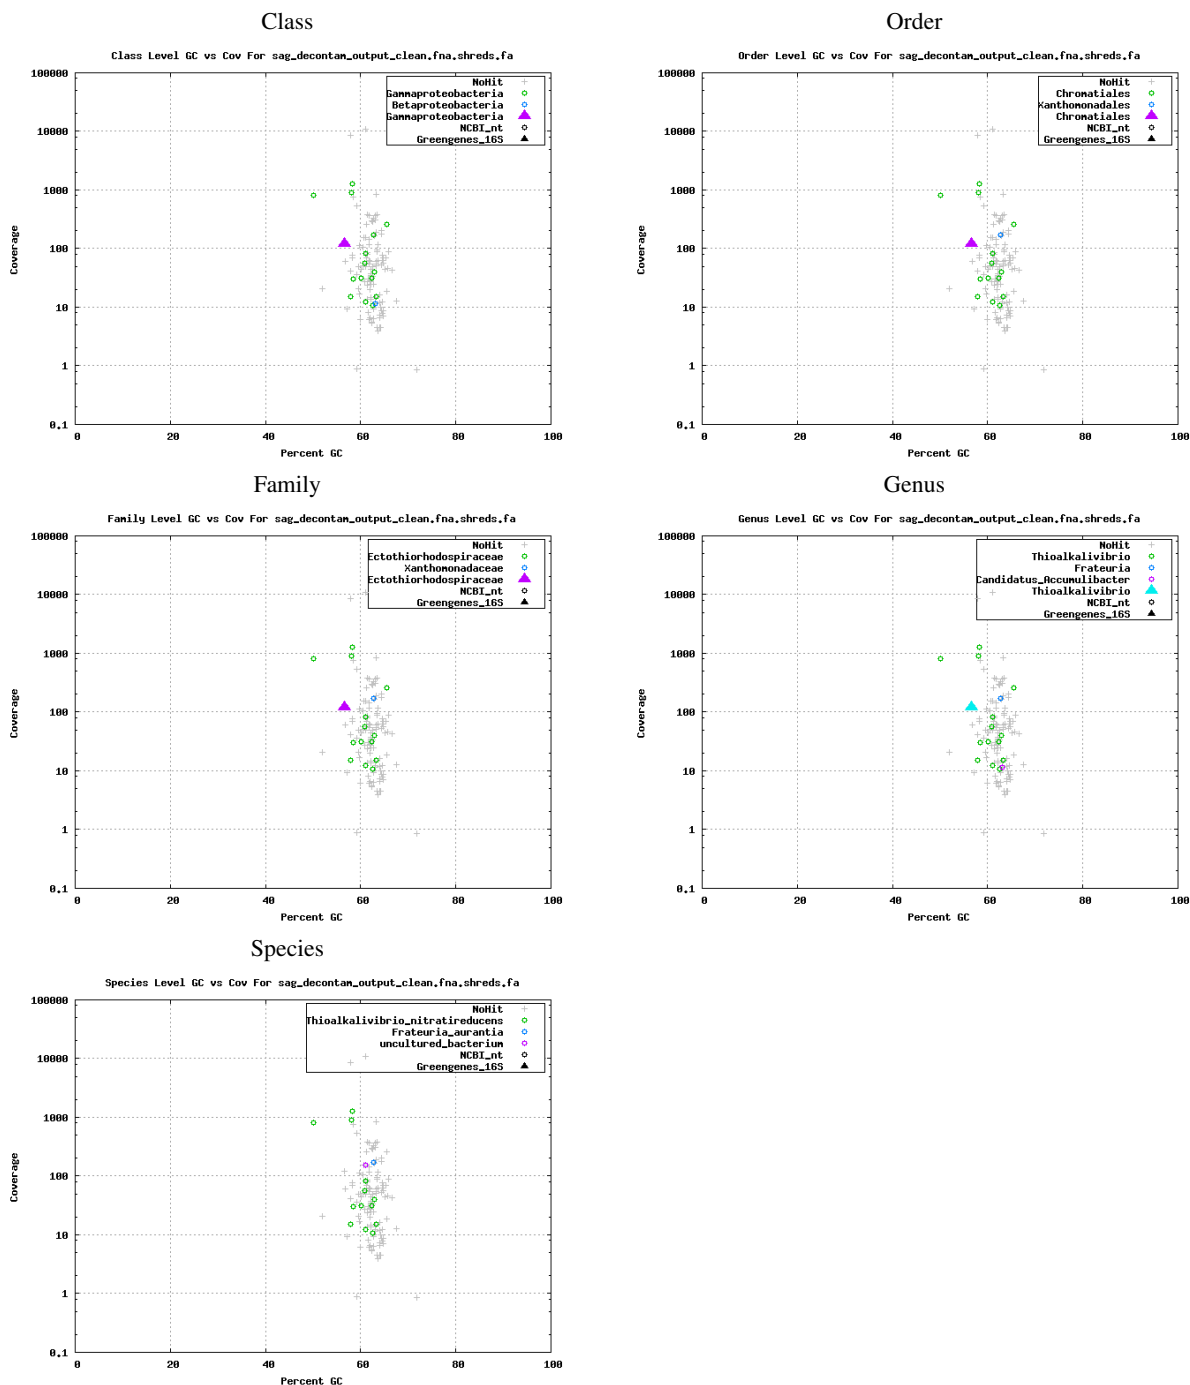 Class
Class Level GC vs Cov For sag_decontam_output_clean.fna.shreds.fa
100000
10000
1000
100
10
1
0.1
Coverage
NoHit
Gammaproteobacteria
Betaproteobacteria
Gammaproteobacteria
NCBI_nt
Greengenes_16S
0 20 40 60 80 100
Percent GC
Order
Order Level GC vs Cov For sag_decontam_output_clean.fna.shreds.fa
100000
10000
1000
100
10
1
0.1
Coverage
NoHit
Chromatiales
Xanthomonadales
Chromatiales
NCBI_nt
Greengenes_16S
0 20 40 60 80 100
Percent GC
Family
Family Level GC vs Cov For sag_decontam_output_clean.fna.shreds.fa
100000
10000
1000
100
10
1
0.1
Coverage
NoHit
Ectothiorhodospiraceae
Xanthomonadaceae
Ectothiorhodospiraceae
NCBI_nt
Greengenes_16S
0 20 40 60 80 100
Percent GC
Genus
Genus Level GC vs Cov For sag_decontam_output_clean.fna.shreds.fa
100000
10000
1000
100
10
1
0.1
Coverage
NoHit
Thioalkalivibrio
Frateuria
Candidatus_Accumulibacter
Thioalkalivibrio
NCBI_nt
Greengenes_16S
0 20 40 60 80 100
Percent GC
Species
Species Level GC vs Cov For sag_decontam_output_clean.fna.shreds.fa
100000
10000
1000
100
10
1
0.1
Coverage
NoHit
Thioalkalivibrio_nitratireducens
Frateuria_aurantia
uncultured_bacterium
NCBI_nt
Greengenes_16S
0 20 40 60 80 100
Percent GC